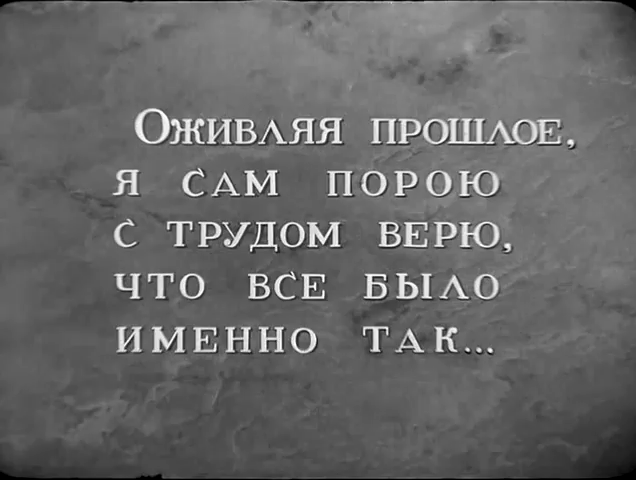 Оживляя прошлое,
я сам порою
с трудом верю,
что все было
именно так...